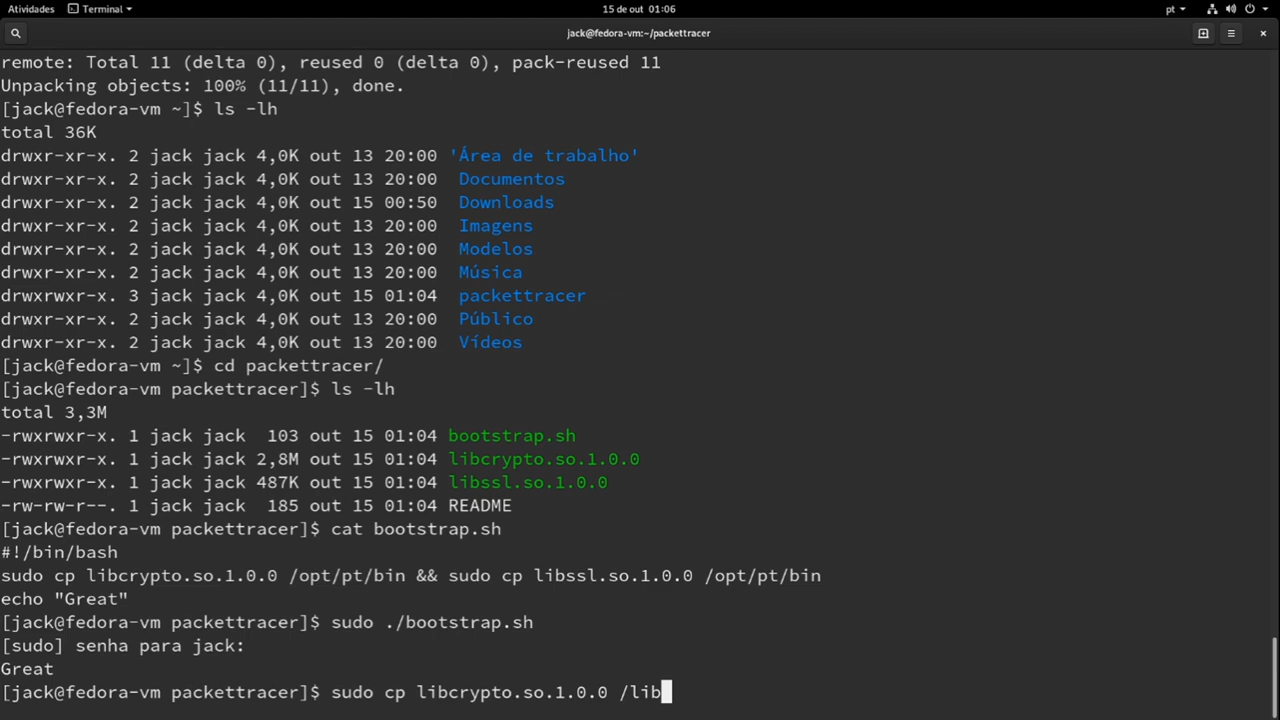 Atividades Terminal 15 de out 01:06 pt
jack@fedora-vm:~/packettracer
remote: Total 11 (delta 0), reused 0 (delta 0), pack-reused 11
Unpacking objects: 100% (11/11), done.
[jack@fedora-vm ~]$ ls -lh
total 36K
drwxr-xr-x. 2 jack jack 4,0K out 13 20:00 'Área de trabalho'
drwxr-xr-x. 2 jack jack 4,0K out 13 20:00 Documentos
drwxr-xr-x. 2 jack jack 4,0K out 15 00:50 Downloads
drwxr-xr-x. 2 jack jack 4,0K out 13 20:00 Imagens
drwxr-xr-x. 2 jack jack 4,0K out 13 20:00 Modelos
drwxr-xr-x. 2 jack jack 4,0K out 13 20:00 Música
drwxrwxr-x. 3 jack jack 4,0K out 15 01:04 packettracer
drwxr-xr-x. 2 jack jack 4,0K out 13 20:00 Público
drwxr-xr-x. 2 jack jack 4,0K out 13 20:00 Vídeos
[jack@fedora-vm ~]$ cd packettracer/
[jack@fedora-vm packettracer]$ ls -lh
total 3,3M
-rwxrwxr-x. 1 jack jack 103 out 15 01:04 bootstrap.sh
-rwxrwxr-x. 1 jack jack 2,8M out 15 01:04 libcrypto.so.1.0.0
-rwxrwxr-x. 1 jack jack 487K out 15 01:04 libssl.so.1.0.0
-rw-rw-r--. 1 jack jack 185 out 15 01:04 README
[jack@fedora-vm packettracer]$ cat bootstrap.sh
#!/bin/bash
sudo cp libcrypto.so.1.0.0 /opt/pt/bin && sudo cp libssl.so.1.0.0 /opt/pt/bin
echo "Great"
[jack@fedora-vm packettracer]$ sudo ./bootstrap.sh
[sudo] senha para jack:
Great
[jack@fedora-vm packettracer]$ sudo cp libcrypto.so.1.0.0 /lib